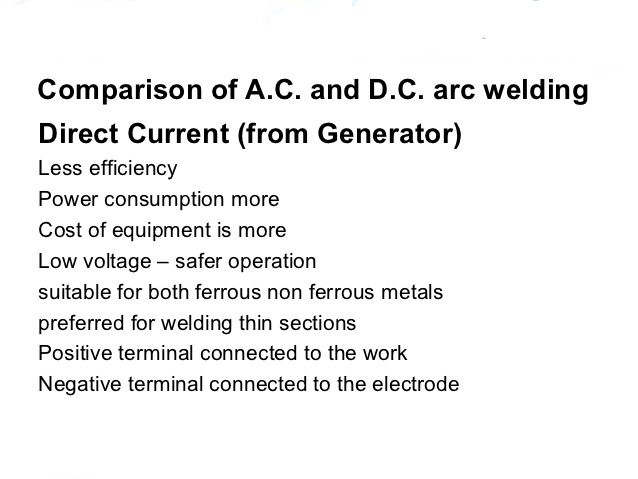 Comparison of A.C. and D.C. arc welding
Direct Current (from Generator)
Less efficiency
Power consumption more
Cost of equipment is more
Low voltage – safer operation
suitable for both ferrous non ferrous metals
preferred for welding thin sections
Positive terminal connected to the work
Negative terminal connected to the electrode